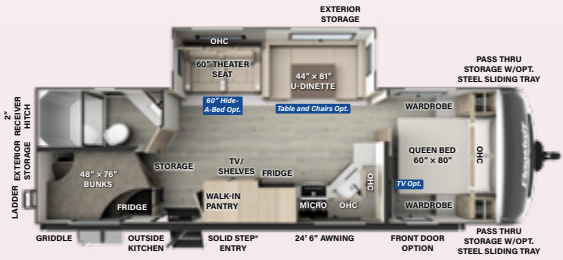 EXTERIOR
STORAGE
OHC
60" THEATER
SEAT
44" x 81"
U-DINETTE
60" Hide-
A-Bed Opt.
Table and Chairs Opt.
PASS THRU
STORAGE W/OPT.
STEEL SLIDING TRAY
2"
RECEIVER
HITCH
EXTERIOR
STORAGE
LADDER
WARDROBE
QUEEN BED
60" x 80"
OHC
TV Opt.
WARDROBE
48" x 76"
BUNKS
STORAGE
TV/
SHELVES
FRIDGE
WALK-IN
PANTRY
MICRO
OHC
OHC
FRIDGE
GRIDDLE
OUTSIDE
KITCHEN
SOLID STEP®
ENTRY
24' 6" AWNING
FRONT DOOR
OPTION
PASS THRU
STORAGE W/OPT.
STEEL SLIDING TRAY
Flagstaff